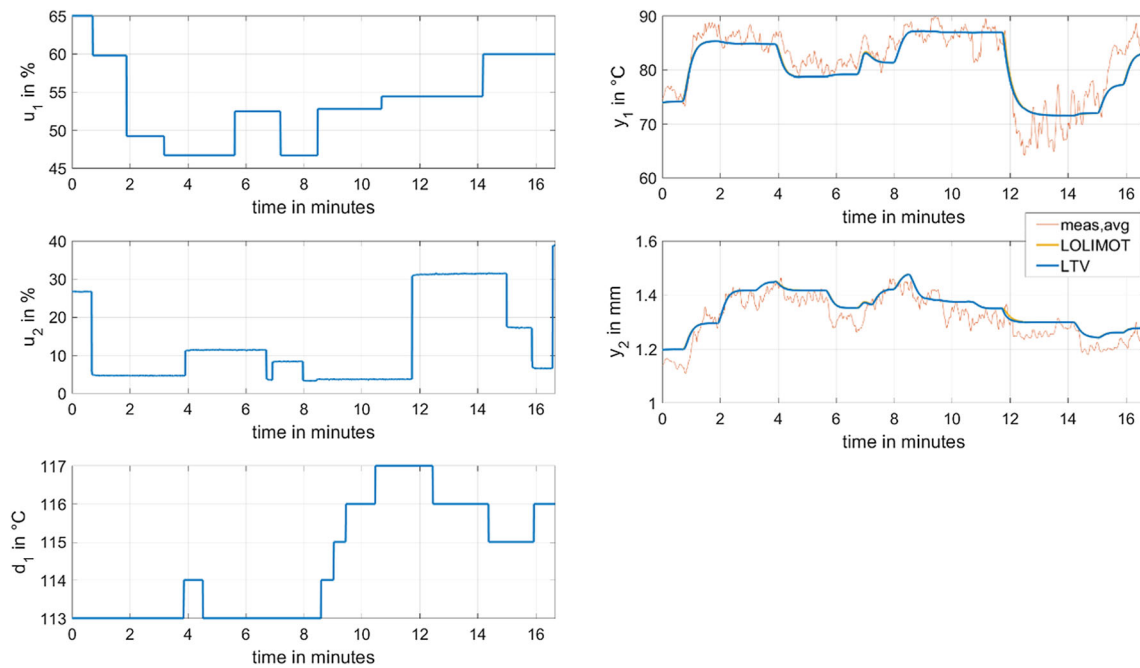 65
60
55
50
45
u_1 in %
0 2 4 6 8 10 12 14 16
time in minutes
40
30
20
10
0
u_2 in %
0 2 4 6 8 10 12 14 16
time in minutes
117
116
115
114
113
d_1 in °C
0 2 4 6 8 10 12 14 16
time in minutes
90
80
70
60
y_1 in °C
0 2 4 6 8 10 12 14 16
time in minutes
meas,avg
LOLIMOT
LTV
1.6
1.4
1.2
1
y_2 in mm
0 2 4 6 8 10 12 14 16
time in minutes